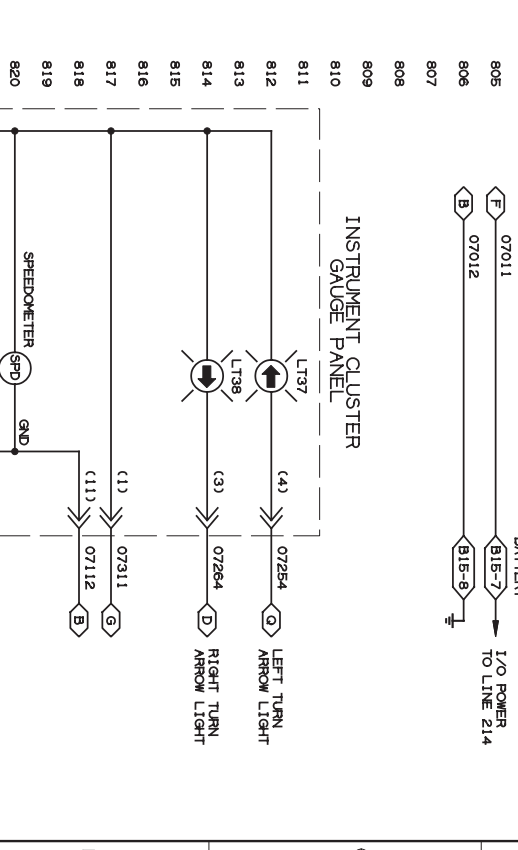 805
806
807
808
809
810
811
812
813
814
815
816
817
818
819
820
F
07011
B15-7
I/O POWER
TO LINE 214
B
07012
B15-8
INSTRUMENT CLUSTER
GAUGE PANEL
LT37
(4)
07254
Q
LEFT TURN
ARROW LIGHT
LT38
(3)
07264
D
RIGHT TURN
ARROW LIGHT
(1)
07311
G
(11)
07112
B
SPEEDOMETER
SPD
GND